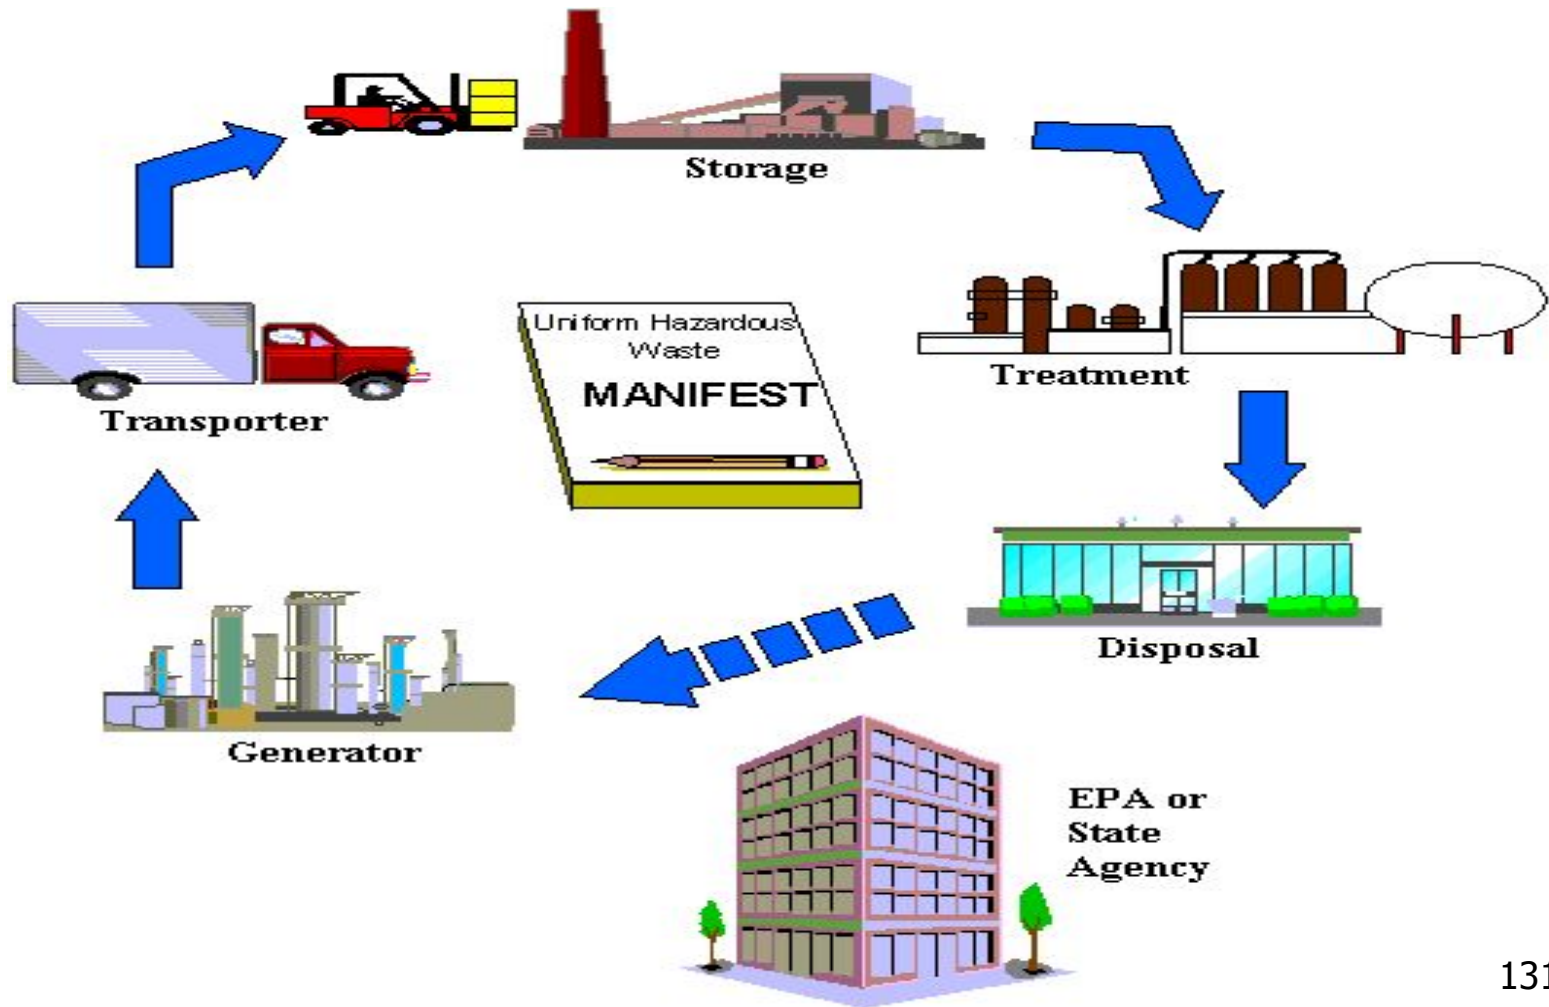 Storage
Uniform Hazardous
Waste
MANIFEST
Treatment
Transporter
Disposal
Generator
EPA or
State
Agency
131